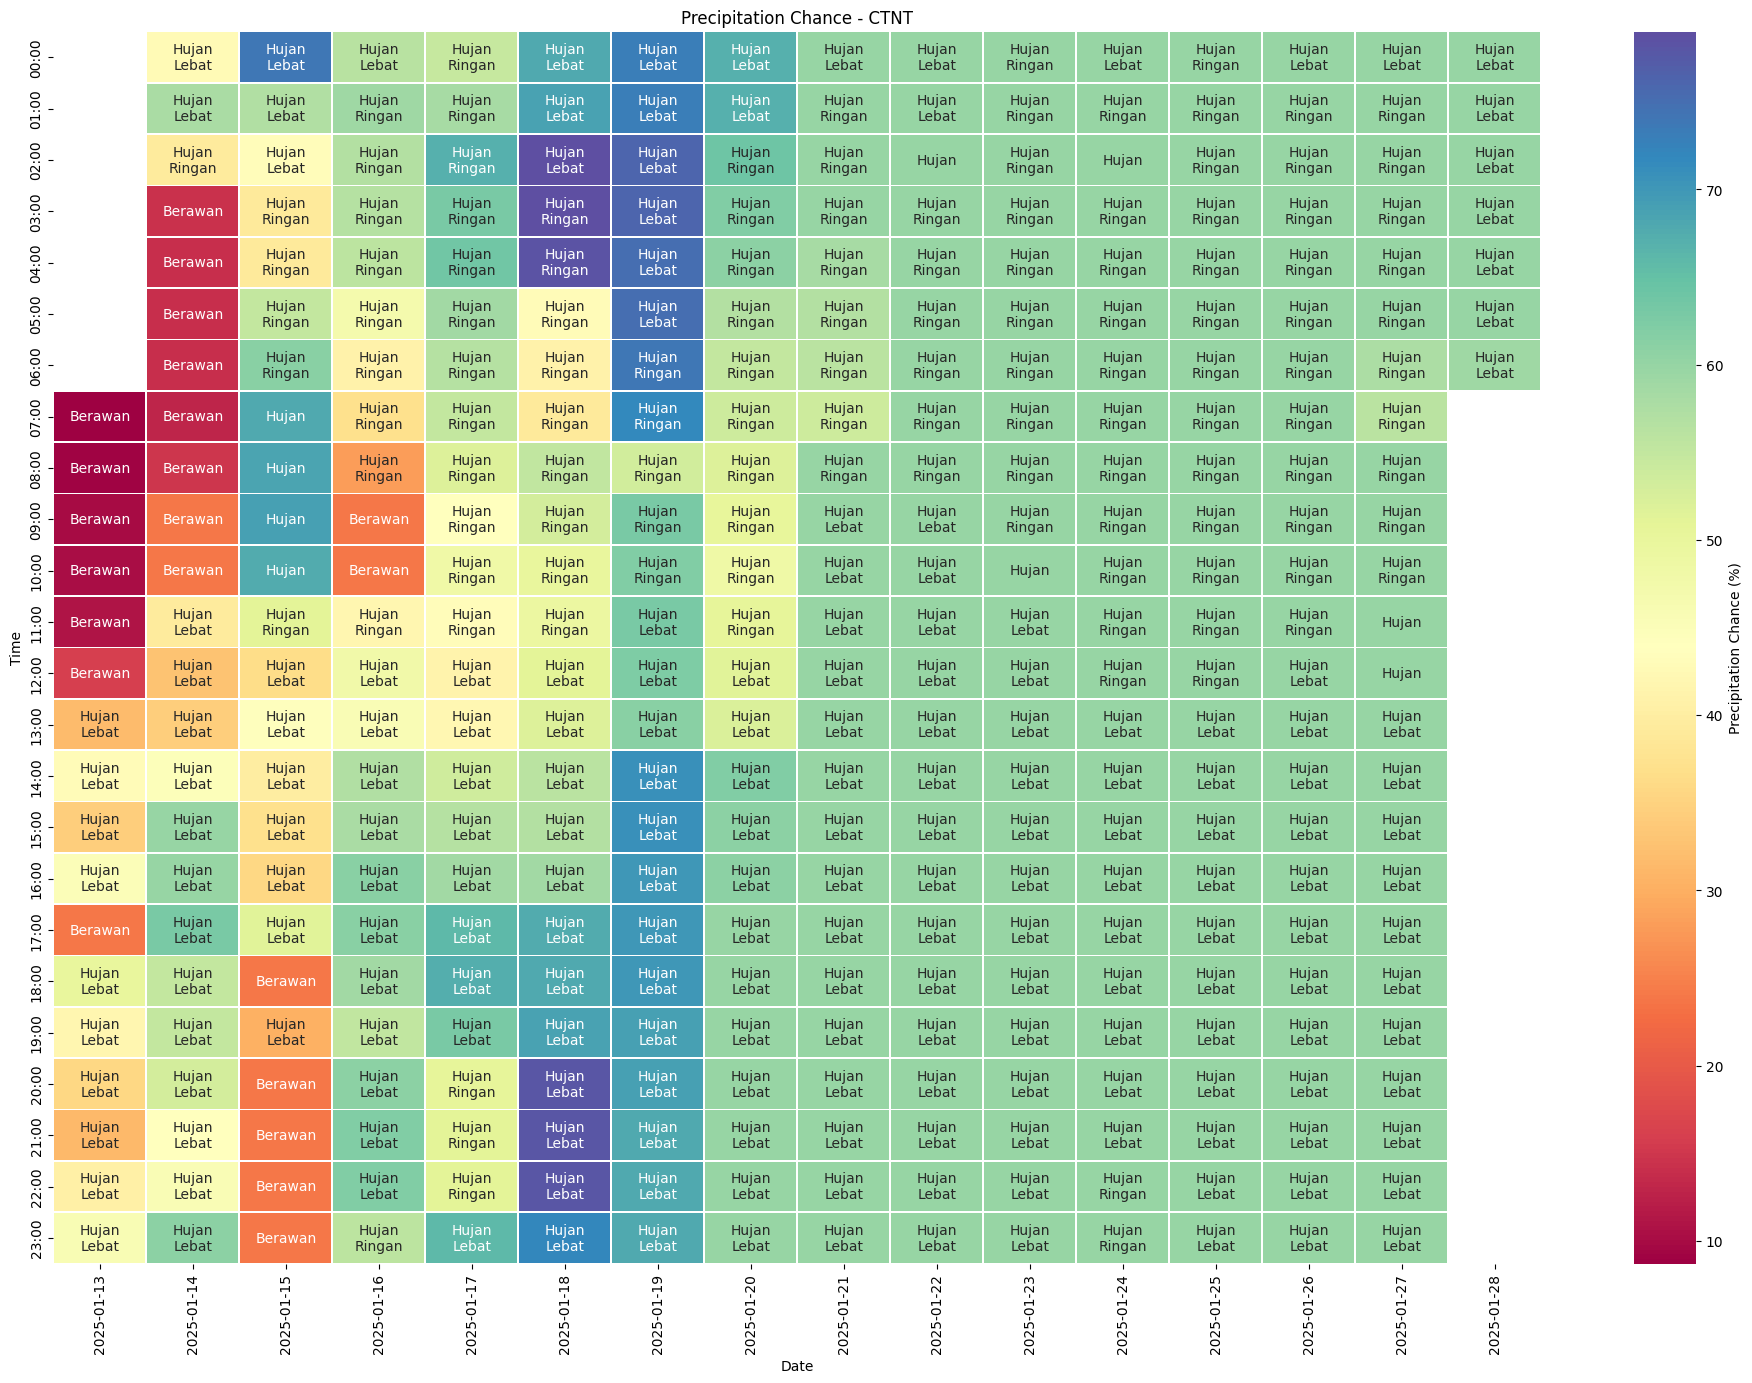 Precipitation Chance - CTNT
00:00 Hujan Lebat Hujan Lebat Hujan Lebat Hujan Ringan Hujan Lebat Hujan Lebat Hujan Lebat Hujan Lebat Hujan Lebat Hujan Ringan Hujan Lebat Hujan Ringan Hujan Lebat Hujan Lebat Hujan Lebat
01:00 Hujan Lebat Hujan Lebat Hujan Ringan Hujan Ringan Hujan Lebat Hujan Lebat Hujan Lebat Hujan Ringan Hujan Lebat Hujan Ringan Hujan Ringan Hujan Ringan Hujan Ringan Hujan Ringan Hujan Lebat
02:00 Hujan Ringan Hujan Lebat Hujan Ringan Hujan Ringan Hujan Lebat Hujan Lebat Hujan Ringan Hujan Ringan Hujan Hujan Ringan Hujan Hujan Ringan Hujan Ringan Hujan Ringan Hujan Lebat
03:00 Berawan Hujan Ringan Hujan Ringan Hujan Ringan Hujan Ringan Hujan Lebat Hujan Ringan Hujan Ringan Hujan Ringan Hujan Ringan Hujan Ringan Hujan Ringan Hujan Ringan Hujan Ringan Hujan Lebat
04:00 Berawan Hujan Ringan Hujan Ringan Hujan Ringan Hujan Ringan Hujan Lebat Hujan Ringan Hujan Ringan Hujan Ringan Hujan Ringan Hujan Ringan Hujan Ringan Hujan Ringan Hujan Ringan Hujan Lebat
05:00 Berawan Hujan Ringan Hujan Ringan Hujan Ringan Hujan Ringan Hujan Lebat Hujan Ringan Hujan Ringan Hujan Ringan Hujan Ringan Hujan Ringan Hujan Ringan Hujan Ringan Hujan Ringan Hujan Lebat
06:00 Berawan Hujan Ringan Hujan Ringan Hujan Ringan Hujan Ringan Hujan Ringan Hujan Ringan Hujan Ringan Hujan Ringan Hujan Ringan Hujan Ringan Hujan Ringan Hujan Ringan Hujan Ringan Hujan Lebat
07:00 Berawan Berawan Hujan Hujan Ringan Hujan Ringan Hujan Ringan Hujan Ringan Hujan Ringan Hujan Ringan Hujan Ringan Hujan Ringan Hujan Ringan Hujan Ringan Hujan Ringan Hujan Ringan
08:00 Berawan Berawan Hujan Hujan Ringan Hujan Ringan Hujan Ringan Hujan Ringan Hujan Ringan Hujan Ringan Hujan Ringan Hujan Ringan Hujan Ringan Hujan Ringan Hujan Ringan Hujan Ringan
09:00 Berawan Berawan Hujan Berawan Hujan Ringan Hujan Ringan Hujan Ringan Hujan Ringan Hujan Lebat Hujan Lebat Hujan Ringan Hujan Ringan Hujan Ringan Hujan Ringan Hujan Ringan
10:00 Berawan Berawan Hujan Berawan Hujan Ringan Hujan Ringan Hujan Ringan Hujan Ringan Hujan Lebat Hujan Lebat Hujan Hujan Ringan Hujan Ringan Hujan Ringan Hujan Ringan
11:00 Berawan Hujan Lebat Hujan Ringan Hujan Ringan Hujan Ringan Hujan Ringan Hujan Lebat Hujan Ringan Hujan Lebat Hujan Lebat Hujan Lebat Hujan Ringan Hujan Ringan Hujan Ringan Hujan
12:00 Berawan Hujan Lebat Hujan Lebat Hujan Lebat Hujan Lebat Hujan Lebat Hujan Lebat Hujan Lebat Hujan Lebat Hujan Lebat Hujan Lebat Hujan Ringan Hujan Ringan Hujan Lebat Hujan
13:00 Hujan Lebat Hujan Lebat Hujan Lebat Hujan Lebat Hujan Lebat Hujan Lebat Hujan Lebat Hujan Lebat Hujan Lebat Hujan Lebat Hujan Lebat Hujan Lebat Hujan Lebat Hujan Lebat Hujan Lebat
14:00 Hujan Lebat Hujan Lebat Hujan Lebat Hujan Lebat Hujan Lebat Hujan Lebat Hujan Lebat Hujan Lebat Hujan Lebat Hujan Lebat Hujan Lebat Hujan Lebat Hujan Lebat Hujan Lebat Hujan Lebat
15:00 Hujan Lebat Hujan Lebat Hujan Lebat Hujan Lebat Hujan Lebat Hujan Lebat Hujan Lebat Hujan Lebat Hujan Lebat Hujan Lebat Hujan Lebat Hujan Lebat Hujan Lebat Hujan Lebat Hujan Lebat
16:00 Hujan Lebat Hujan Lebat Hujan Lebat Hujan Lebat Hujan Lebat Hujan Lebat Hujan Lebat Hujan Lebat Hujan Lebat Hujan Lebat Hujan Lebat Hujan Lebat Hujan Lebat Hujan Lebat Hujan Lebat
17:00 Berawan Hujan Lebat Hujan Lebat Hujan Lebat Hujan Lebat Hujan Lebat Hujan Lebat Hujan Lebat Hujan Lebat Hujan Lebat Hujan Lebat Hujan Lebat Hujan Lebat Hujan Lebat Hujan Lebat
18:00 Hujan Lebat Hujan Lebat Berawan Hujan Lebat Hujan Lebat Hujan Lebat Hujan Lebat Hujan Lebat Hujan Lebat Hujan Lebat Hujan Lebat Hujan Lebat Hujan Lebat Hujan Lebat Hujan Lebat
19:00 Hujan Lebat Hujan Lebat Hujan Lebat Hujan Lebat Hujan Lebat Hujan Lebat Hujan Lebat Hujan Lebat Hujan Lebat Hujan Lebat Hujan Lebat Hujan Lebat Hujan Lebat Hujan Lebat Hujan Lebat
20:00 Hujan Lebat Hujan Lebat Berawan Hujan Lebat Hujan Ringan Hujan Lebat Hujan Lebat Hujan Lebat Hujan Lebat Hujan Lebat Hujan Lebat Hujan Lebat Hujan Lebat Hujan Lebat Hujan Lebat
21:00 Hujan Lebat Hujan Lebat Berawan Hujan Lebat Hujan Ringan Hujan Lebat Hujan Lebat Hujan Lebat Hujan Lebat Hujan Lebat Hujan Lebat Hujan Lebat Hujan Lebat Hujan Lebat Hujan Lebat
22:00 Hujan Lebat Hujan Lebat Berawan Hujan Lebat Hujan Ringan Hujan Lebat Hujan Lebat Hujan Lebat Hujan Lebat Hujan Lebat Hujan Lebat Hujan Ringan Hujan Lebat Hujan Lebat Hujan Lebat
23:00 Hujan Lebat Hujan Lebat Berawan Hujan Ringan Hujan Lebat Hujan Lebat Hujan Lebat Hujan Lebat Hujan Lebat Hujan Lebat Hujan Lebat Hujan Ringan Hujan Lebat Hujan Lebat Hujan Lebat
Time
2025-01-13 2025-01-14 2025-01-15 2025-01-16 2025-01-17 2025-01-18 2025-01-19 2025-01-20 2025-01-21 2025-01-22 2025-01-23 2025-01-24 2025-01-25 2025-01-26 2025-01-27 2025-01-28
Date
70
60
50
40
30
20
10
Precipitation Chance (%)